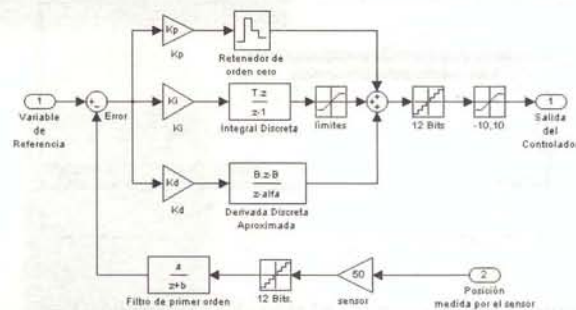 Kp
Kp
Retenedor de
orden cero
1
Variable
de
Referencia
Error
Ki
Ki
T.z
z-1
Integral Discreta
limites
12 Bits
-10,10
1
Salida
del
Controlador
Kd
Kd
B.z-B
z-alfa
Derivada Discreta
Aproximada
a
z+b
Filtro de primer orden
12 Bits.
50
sensor
2
Posición
medida por el sensor